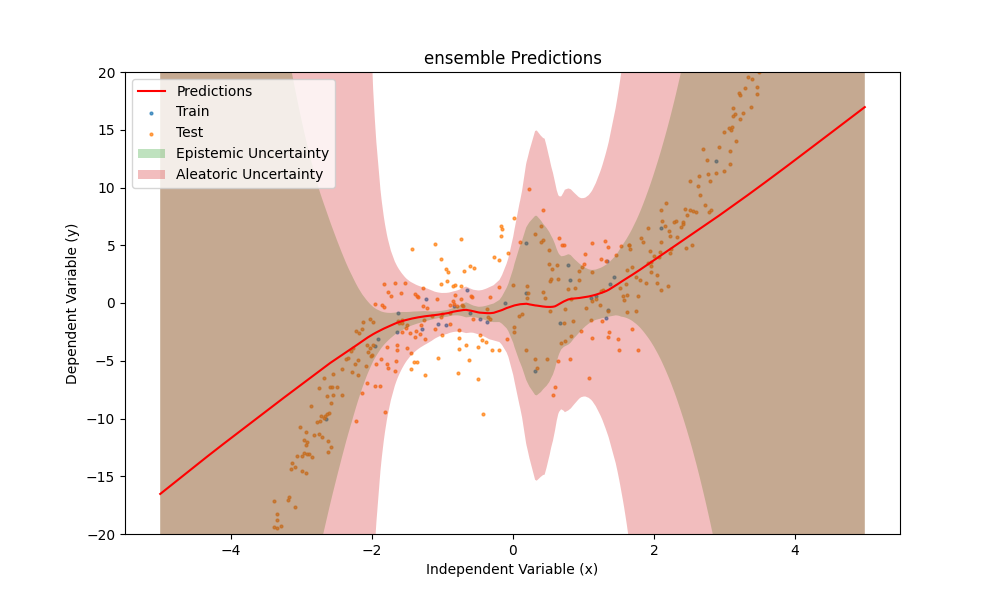 ensemble Predictions
20
15
10
5
0
−5
−10
−15
−20
Dependent Variable (y)
Predictions
Train
Test
Epistemic Uncertainty
Aleatoric Uncertainty
−4
−2
0
2
4
Independent Variable (x)